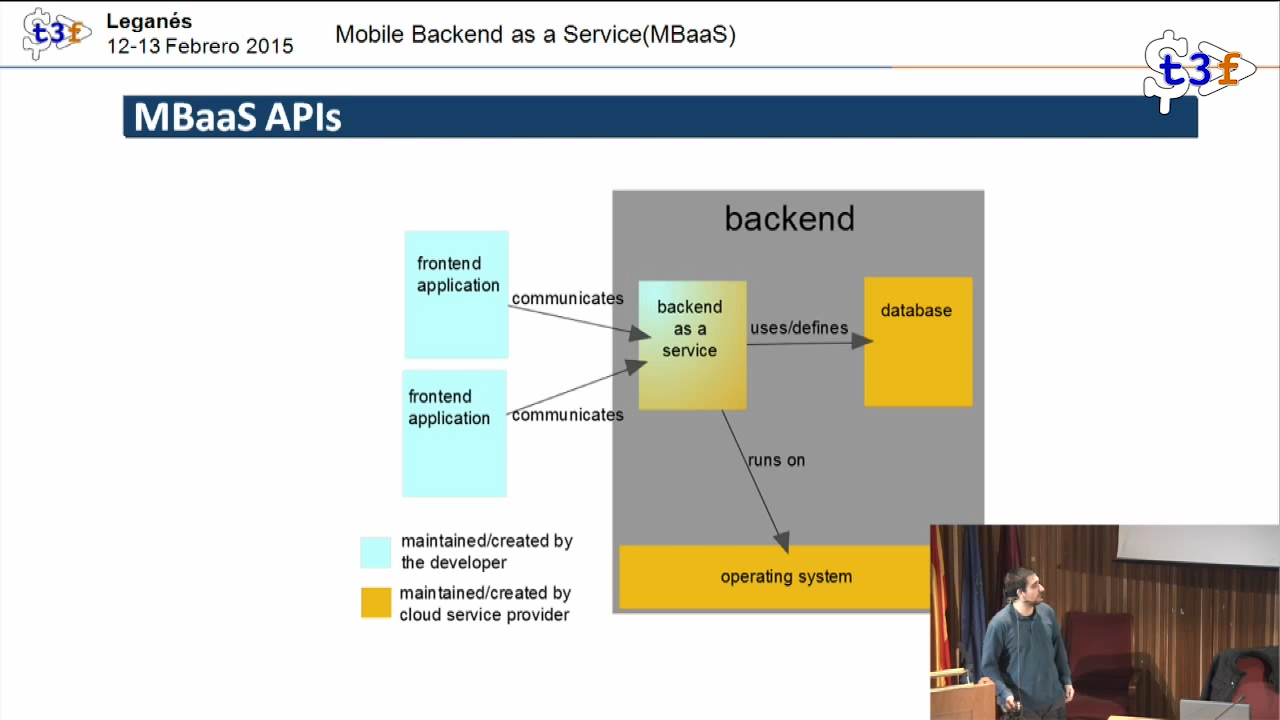 t3f
Leganés
12-13 Febrero 2015
Mobile Backend as a Service(MBaaS)
t3f
MBaaS APIs
backend
frontend
application
communicates
backend
as a
service
uses/defines
database
frontend
application
communicates
runs on
maintained/created by
the developer
operating system
maintained/created by
cloud service provider